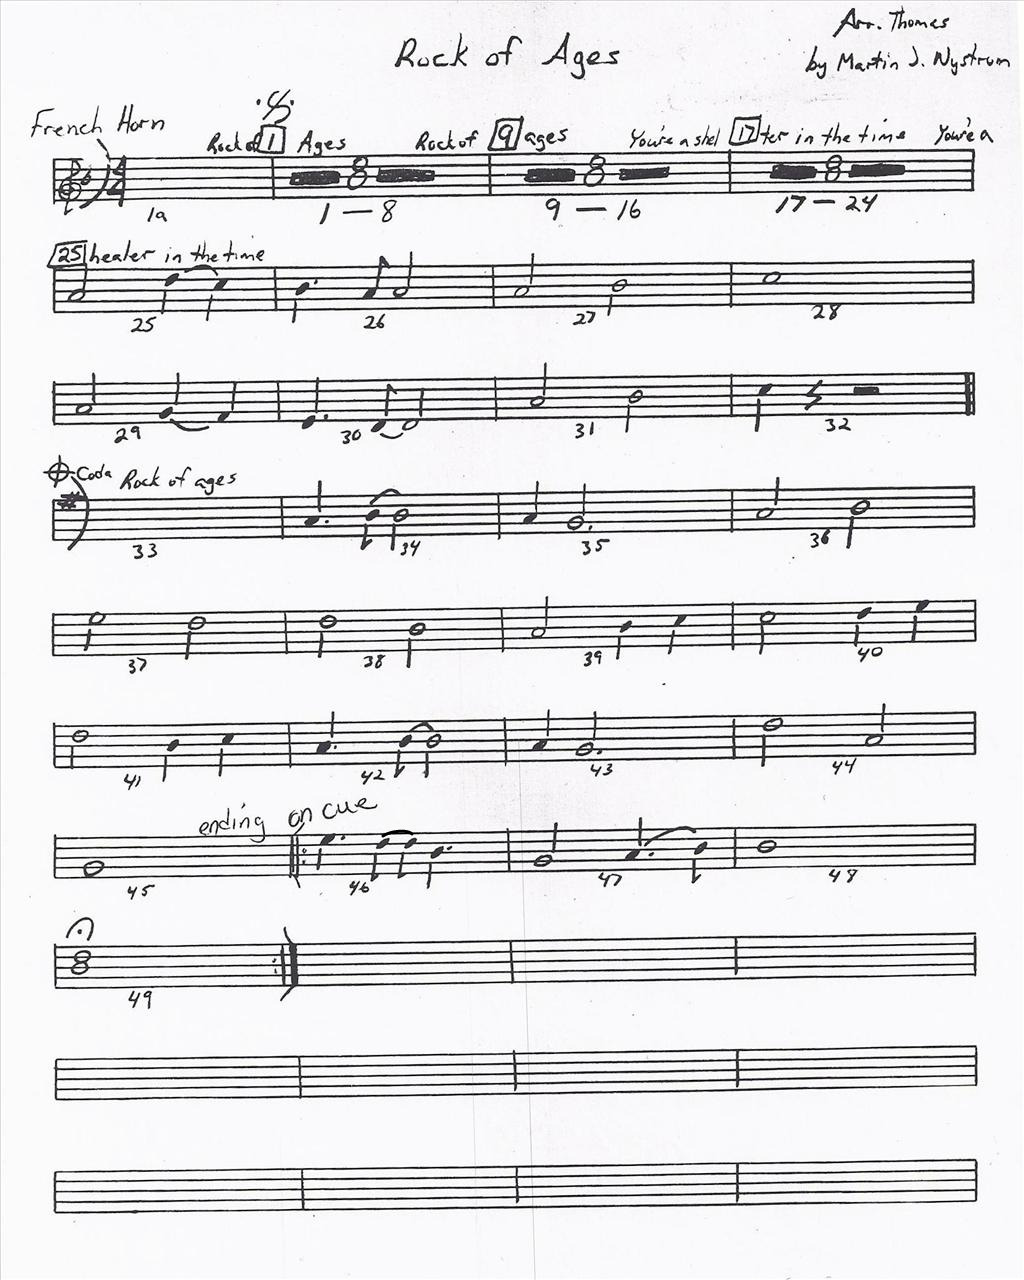 Arr. Thomas
Rock of Ages
by Martin J. Nystrom
French Horn
Rock of 1 Ages Rock of 9 ages You're a shel 17 ter in the time You're a
8 8 8
1a 1 — 8 9 — 16 17 — 24
25 healer in the time
25 26 27 28
29 30 31 32
Coda Rock of ages
33 34 35 36
37 38 39 40
41 42 43 44
ending on cue
45 46 47 48
49